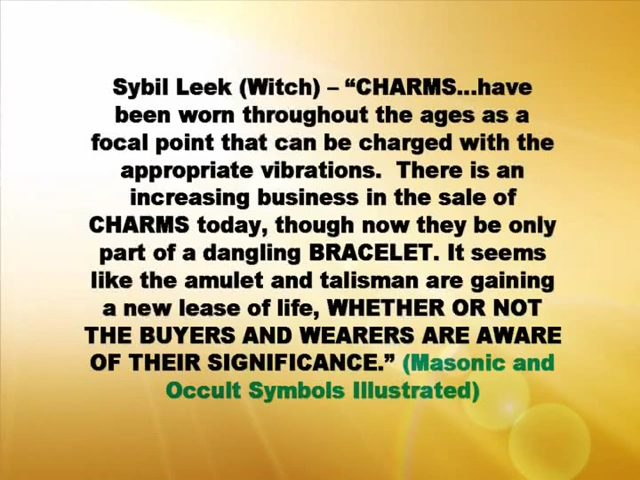 Sybil Leek (Witch) – “CHARMS...have
been worn throughout the ages as a
focal point that can be charged with the
appropriate vibrations.  There is an
increasing business in the sale of
CHARMS today, though now they be only
part of a dangling BRACELET. It seems
like the amulet and talisman are gaining
a new lease of life, WHETHER OR NOT
THE BUYERS AND WEARERS ARE AWARE
OF THEIR SIGNIFICANCE.” (Masonic and
Occult Symbols Illustrated)